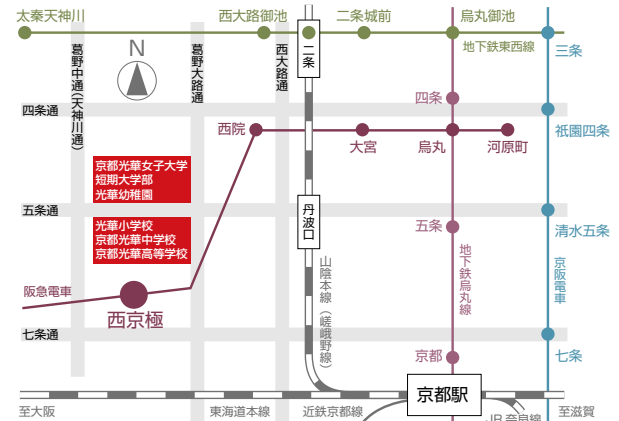 太秦天神川
西大路御池
二条城前
烏丸御池
地下鉄東西線
三条
二条
N
葛野中通(天神川通)
葛野大路通
西大路通
四条通
四条
西院
大宮
烏丸
河原町
祇園四条
京都光華女子大学
短期大学部
光華幼稚園
五条通
丹波口
五条
清水五条
光華小学校
京都光華中学校
京都光華高等学校
地下鉄烏丸線
京阪電車
山陰本線(嵯峨野線)
阪急電車
西京極
七条通
京都
七条
京都駅
至大阪
東海道本線
近鉄京都線
JR奈良線
至滋賀